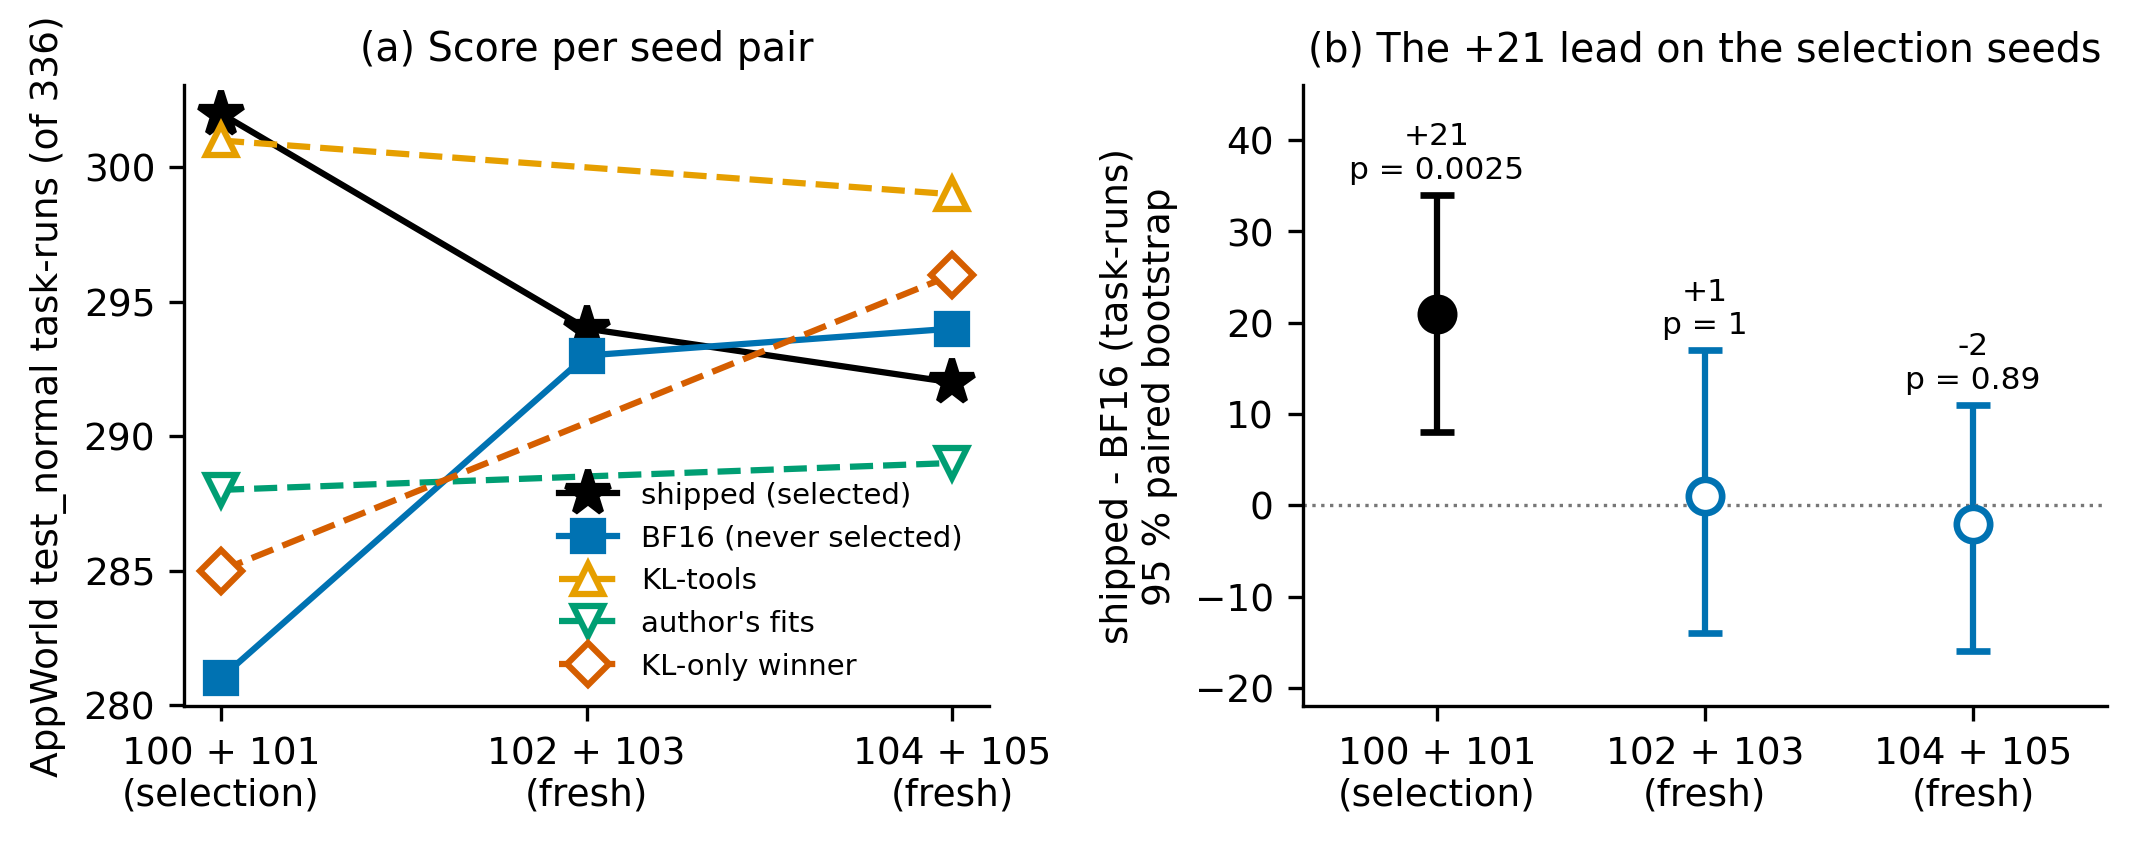 (a) Score per seed pair
AppWorld test_normal task-runs (of 336)
300
295
290
285
280
shipped (selected)
BF16 (never selected)
KL-tools
author's fits
KL-only winner
100 + 101
(selection)
102 + 103
(fresh)
104 + 105
(fresh)
(b) The +21 lead on the selection seeds
shipped - BF16 (task-runs)
95 % paired bootstrap
40
30
20
10
0
−10
−20
+21
p = 0.0025
+1
p = 1
-2
p = 0.89
100 + 101
(selection)
102 + 103
(fresh)
104 + 105
(fresh)